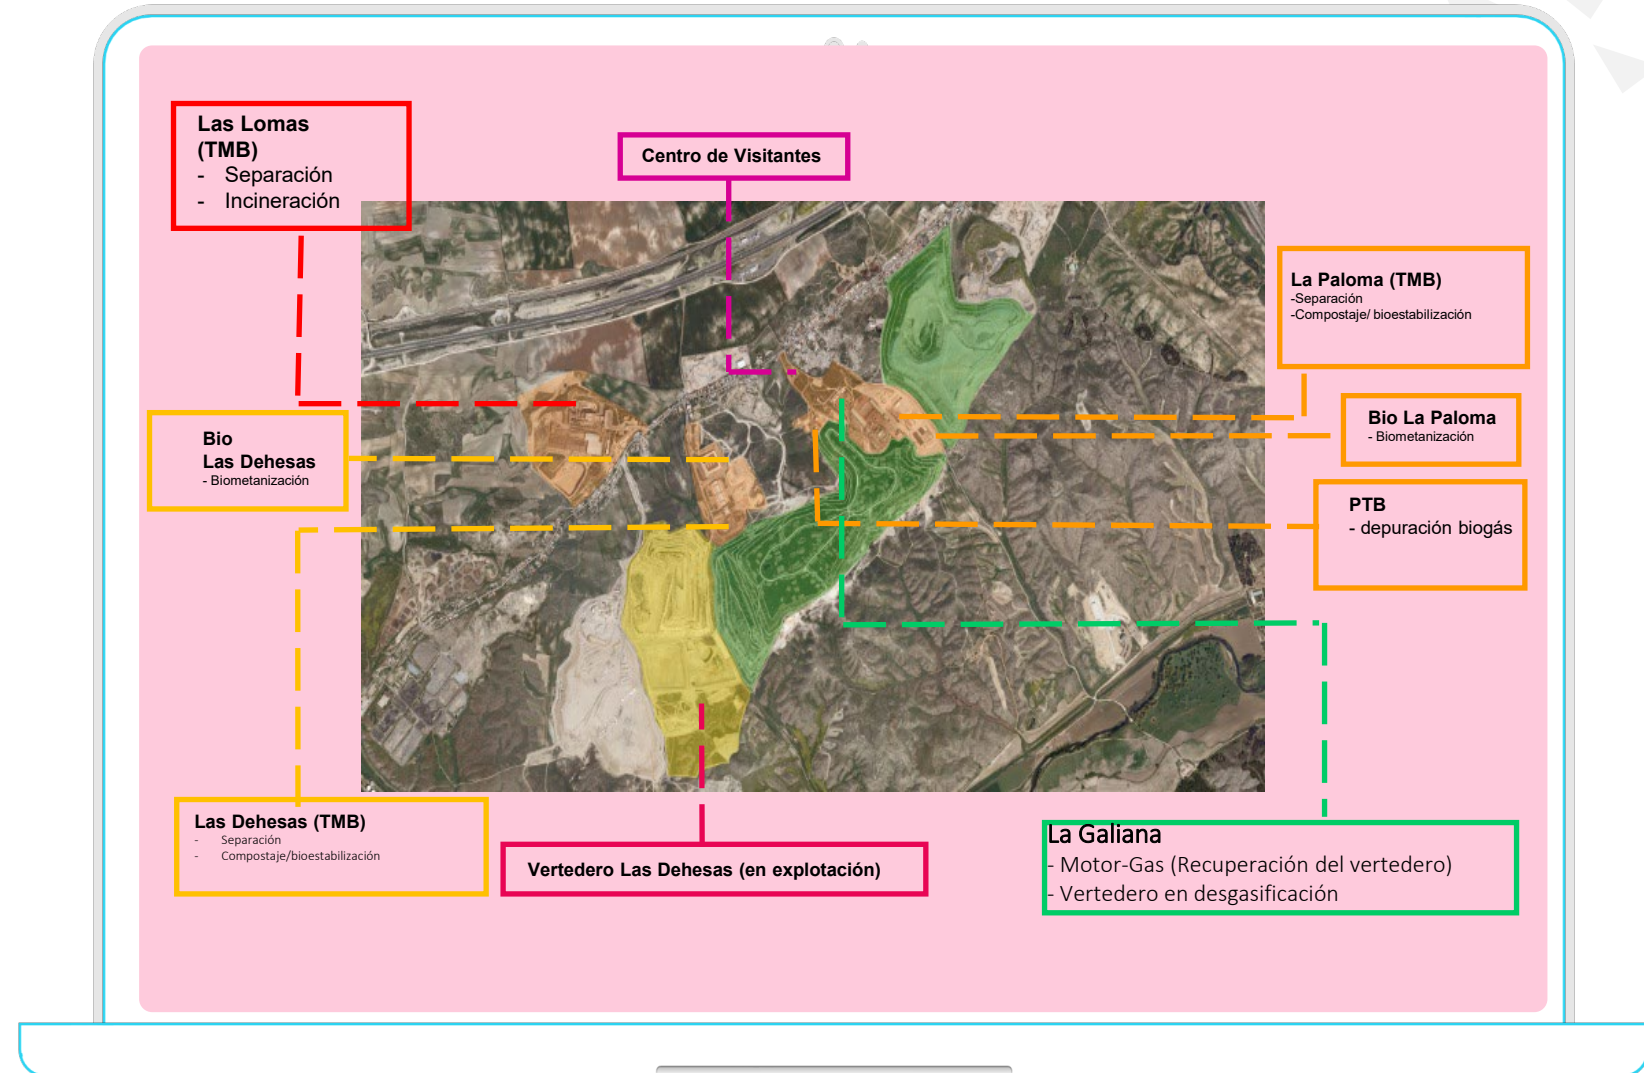 Las Lomas
(TMB)
- Separación
- Incineración
Centro de Visitantes
La Paloma (TMB)
-Separación
-Compostaje/ bioestabilización
Bio La Paloma
- Biometanización
Bio
Las Dehesas
- Biometanización
PTB
- depuración biogás
Las Dehesas (TMB)
- Separación
- Compostaje/bioestabilización
Vertedero Las Dehesas (en explotación)
La Galiana
- Motor-Gas (Recuperación del vertedero)
- Vertedero en desgasificación